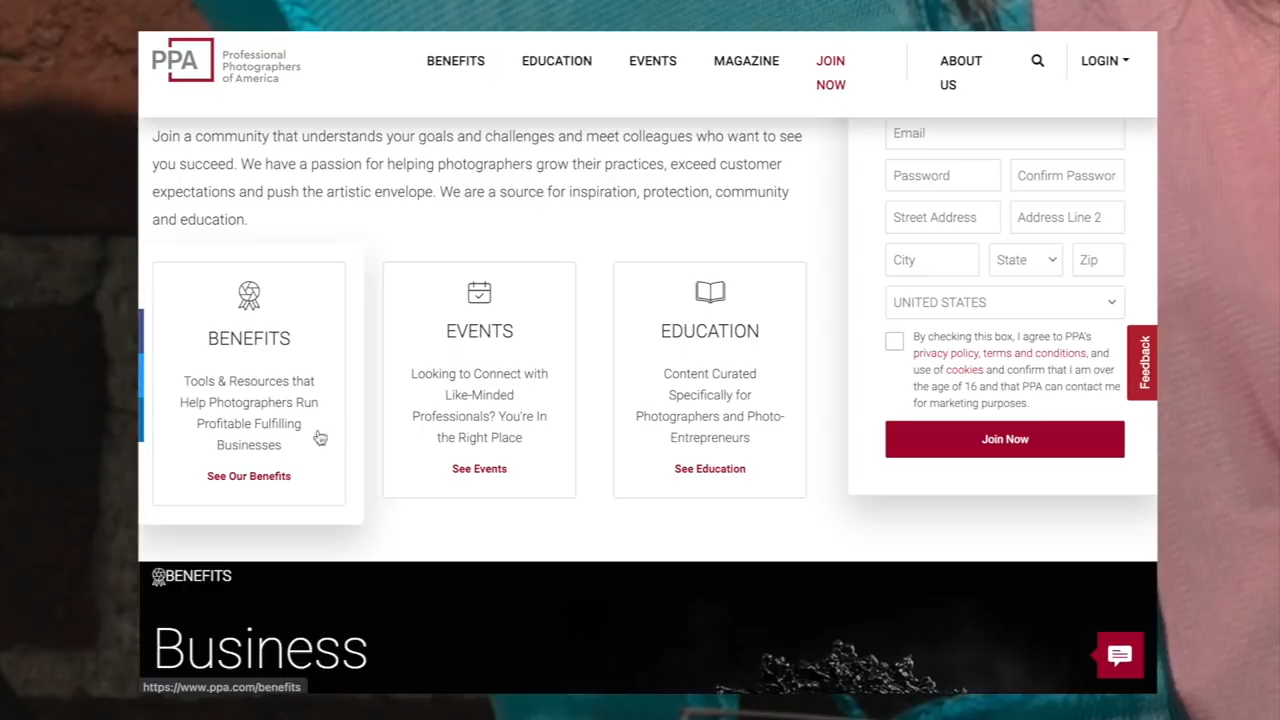 PPA
Professional
Photographers
of America
BENEFITS
EDUCATION
EVENTS
MAGAZINE
JOIN
NOW
ABOUT
US
LOGIN
Join a community that understands your goals and challenges and meet colleagues who want to see
you succeed. We have a passion for helping photographers grow their practices, exceed customer
expectations and push the artistic envelope. We are a source for inspiration, protection, community
and education.
BENEFITS
Tools & Resources that
Help Photographers Run
Profitable Fulfilling
Businesses
See Our Benefits
EVENTS
Looking to Connect with
Like-Minded
Professionals? You're In
the Right Place
See Events
EDUCATION
Content Curated
Specifically for
Photographers and Photo-
Entrepreneurs
See Education
Email
Password
Confirm Passwor
Street Address
Address Line 2
City
State
Zip
UNITED STATES
By checking this box, I agree to PPA's
privacy policy, terms and conditions, and
use of cookies and confirm that I am over
the age of 16 and that PPA can contact me
for marketing purposes.
Join Now
Feedback
BENEFITS
Business
https://www.ppa.com/benefits